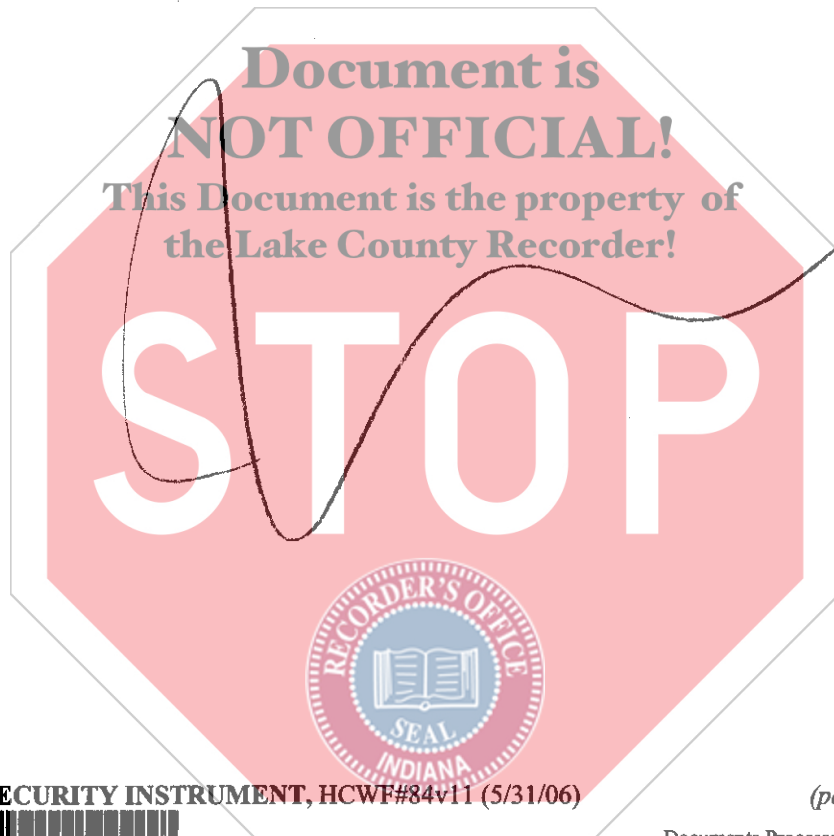 Document is
NOT OFFICIAL!
This Document is the property of
the Lake County Recorder!
STOP
RECORDER'S OFFICE
SEAL
INDIANA
ECURITY INSTRUMENT, HCWF#84v11 (5/31/06)